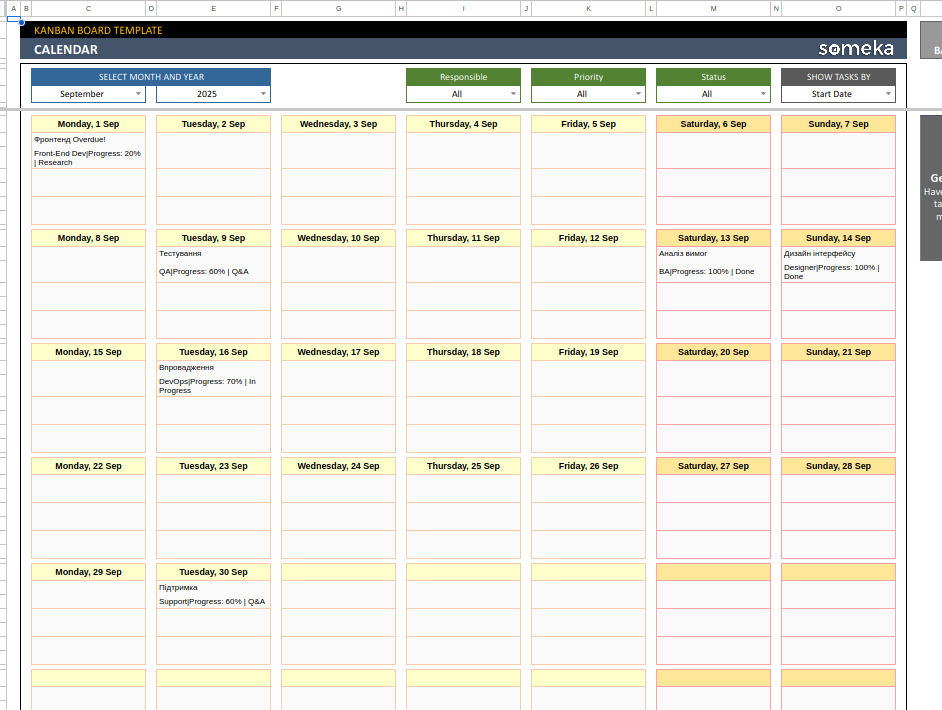 A B C D E F G H I J K L M N O P Q
KANBAN BOARD TEMPLATE
CALENDAR
someka
SELECT MONTH AND YEAR
Responsible
Priority
Status
SHOW TASKS BY
September
2025
All
All
All
Start Date
Monday, 1 Sep
Tuesday, 2 Sep
Wednesday, 3 Sep
Thursday, 4 Sep
Friday, 5 Sep
Saturday, 6 Sep
Sunday, 7 Sep
Фронтенд Overdue!
Front-End Dev|Progress: 20%
| Research
Monday, 8 Sep
Tuesday, 9 Sep
Wednesday, 10 Sep
Thursday, 11 Sep
Friday, 12 Sep
Saturday, 13 Sep
Sunday, 14 Sep
Тестування
QA|Progress: 60% | Q&A
Аналіз вимог
BA|Progress: 100% | Done
Дизайн інтерфейсу
Designer|Progress: 100% |
Done
Monday, 15 Sep
Tuesday, 16 Sep
Wednesday, 17 Sep
Thursday, 18 Sep
Friday, 19 Sep
Saturday, 20 Sep
Sunday, 21 Sep
Впровадження
DevOps|Progress: 70% | In
Progress
Monday, 22 Sep
Tuesday, 23 Sep
Wednesday, 24 Sep
Thursday, 25 Sep
Friday, 26 Sep
Saturday, 27 Sep
Sunday, 28 Sep
Monday, 29 Sep
Tuesday, 30 Sep
Підтримка
Support|Progress: 60% | Q&A
Have